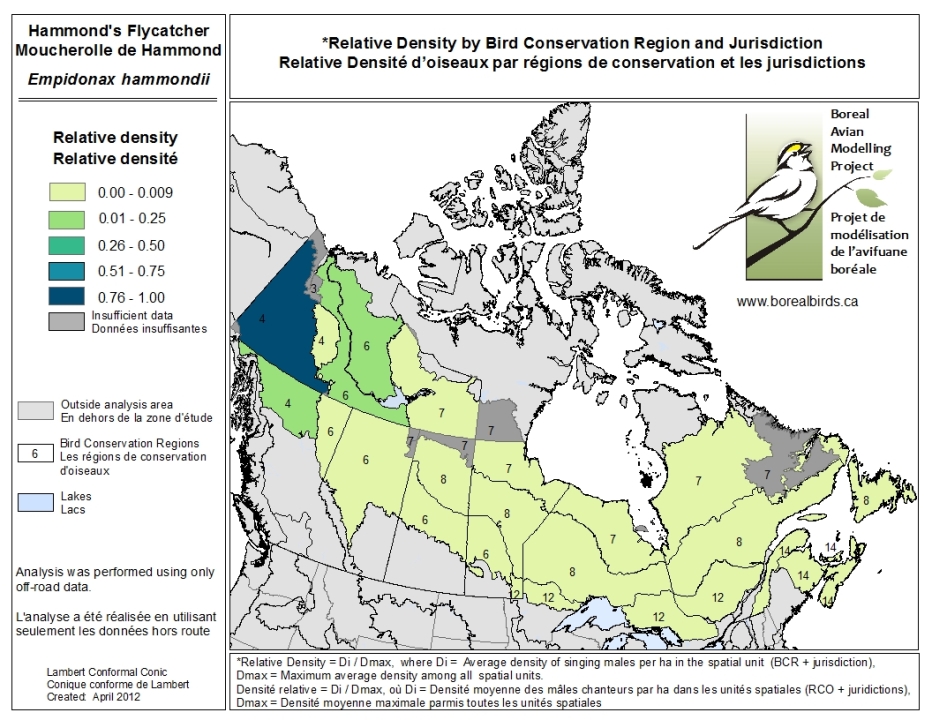 Hammond's Flycatcher
Moucherolle de Hammond
Empidonax hammondii
*Relative Density by Bird Conservation Region and Jurisdiction
Relative Densité d'oiseaux par régions de conservation et les jurisdictions
Relative density
Relative densité
0.00 - 0.009
0.01 - 0.25
0.26 - 0.50
0.51 - 0.75
0.76 - 1.00
Insufficient data
Données insuffisantes
Outside analysis area
En dehors de la zone d'étude
6
Bird Conservation Regions
Les régions de conservation
d'oiseaux
Lakes
Lacs
Analysis was performed using only
off-road data.
L'analyse a été réalisée en utilisant
seulement les données hors route
Lambert Conformal Conic
Conique conforme de Lambert
Created: April 2012
Boreal
Avian
Modelling
Project
Projet de
modélisation
de l'avifuane
boréale
www.borealbirds.ca
3
4
4
6
6
4
7
7
6
7
7
7
6
8
7
8
7
8
6
8
7
8
6
8
14
14
14
14
2
12
12
12
*Relative Density = Di / Dmax, where Di = Average density of singing males per ha in the spatial unit (BCR + jurisdiction),
Dmax = Maximum average density among all spatial units.
Densité relative = Di / Dmax, où Di = Densité moyenne des mâles chanteurs par ha dans les unités spatiales (RCO + juridictions),
Dmax = Densité moyenne maximale parmis toutes les unités spatiales